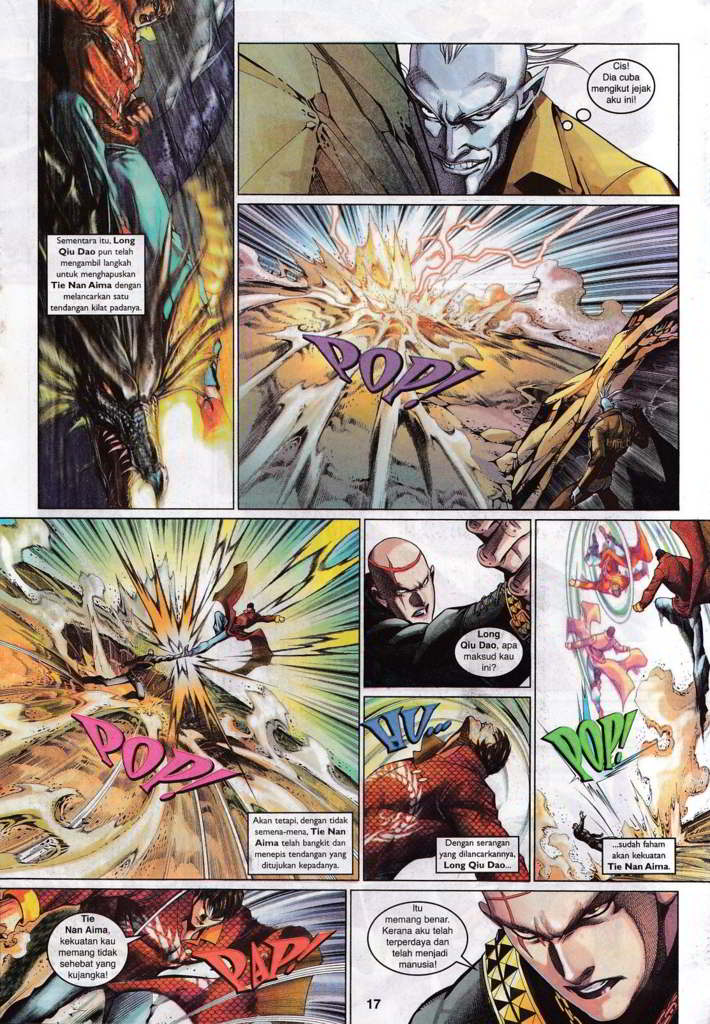 Sementara itu, Long
Qiu Dao pun telah
mengambil langkah
untuk menghapuskan
Tie Nan Aima dengan
melancarkan satu
tendangan kilat padanya.
Cis!
Dia cuba
mengikut jejak
aku ini!
POP!
POP!
Akan tetapi, dengan tidak
semena-mena, Tie Nan
Aima telah bangkit dan
menepis tendangan yang
ditujukan kepadanya.
Long
Qiu Dao, apa
maksud kau
ini?
HU...
Dengan serangan
yang dilancarkannya,
Long Qiu Dao...
POP!
...sudah faham
akan kekuatan
Tie Nan Aima.
Tie
Nan Aima,
kekuatan kau
memang tidak
sehebat yang
kujangka!
PAP!
Itu
memang benar.
Kerana aku telah
terperdaya dan
telah menjadi
manusia!
17